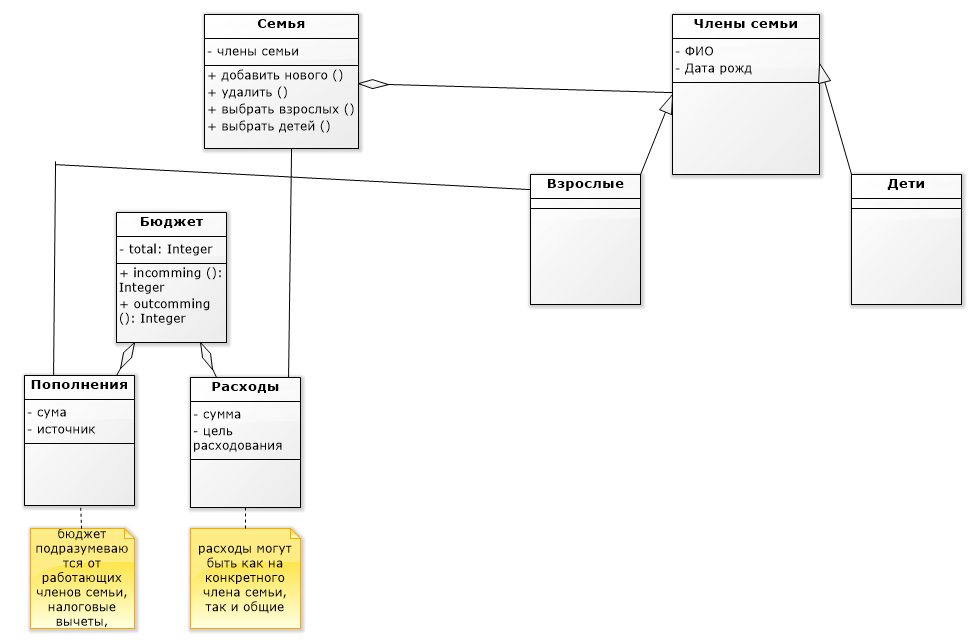 Семья
- члены семьи
+ добавить нового ()
+ удалить ()
+ выбрать взрослых ()
+ выбрать детей ()
Члены семьи
- ФИО
- Дата рожд
Взрослые
Дети
Бюджет
- total: Integer
+ incomming ():
Integer
+ outcomming
(): Integer
Пополнения
- сума
- источник
Расходы
- сумма
- цель
расходования
бюджет
подразумеваю
тся от
работающих
членов семьи,
налоговые
вычеты,
расходы могут
быть как на
конкретного
члена семьи,
так и общие